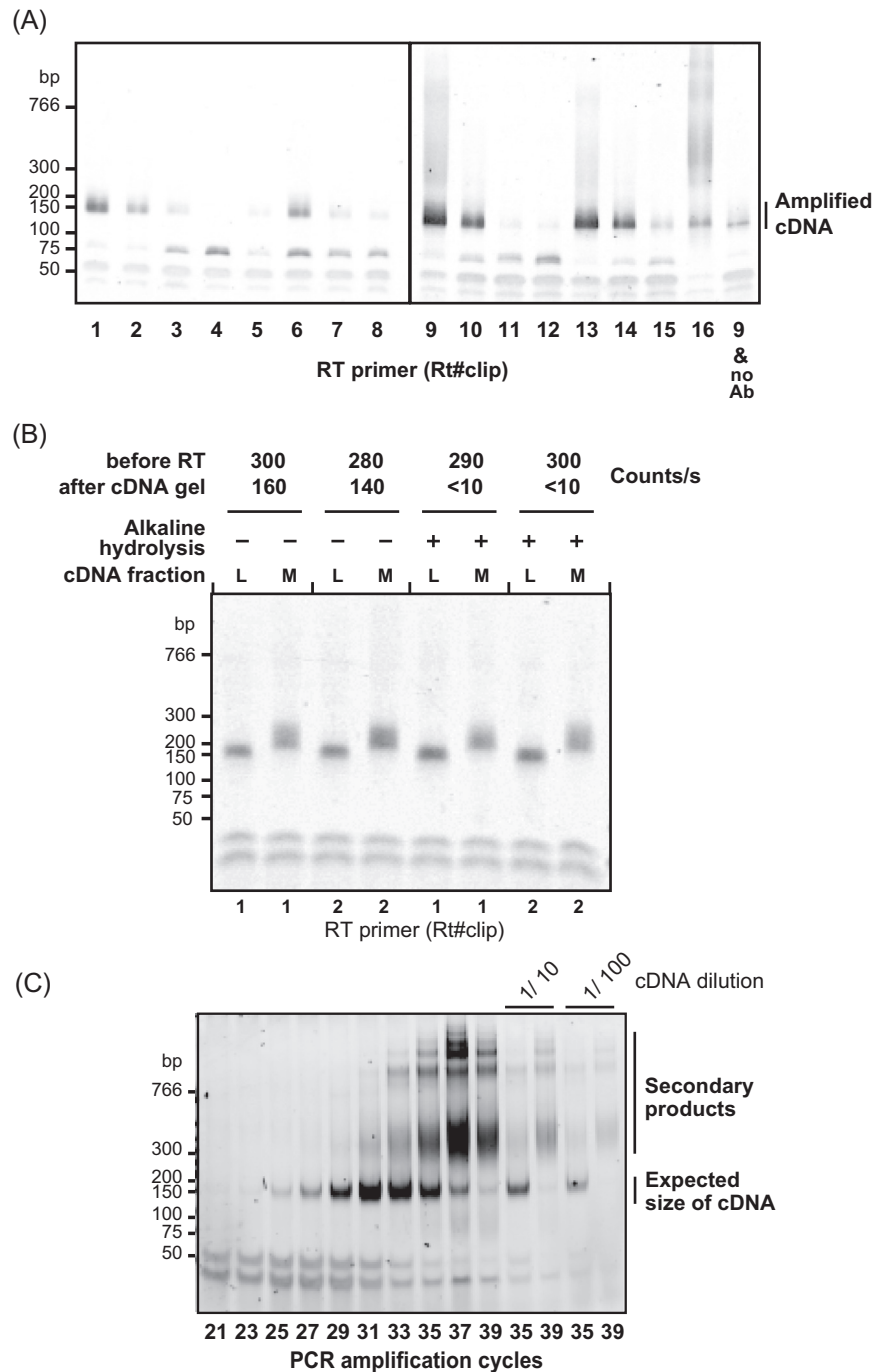 (A)
bp
766
300
200
150
100
75
50
Amplified
cDNA
1 2 3 4 5 6 7 8 9 10 11 12 13 14 15 16 9
&
no
Ab
RT primer (Rt#clip)
(B)
before RT 300 280 290 300
after cDNA gel 160 140 <10 <10
Counts/s
Alkaline
hydrolysis – – – – + + + +
cDNA fraction L M L M L M L M
bp
766
300
200
150
100
75
50
1 1 2 2 1 1 2 2
RT primer (Rt#clip)
(C)
1/10 1/100 cDNA dilution
bp
766
300
200
150
100
75
50
Secondary
products
Expected
size of cDNA
21 23 25 27 29 31 33 35 37 39 35 39 35 39
PCR amplification cycles